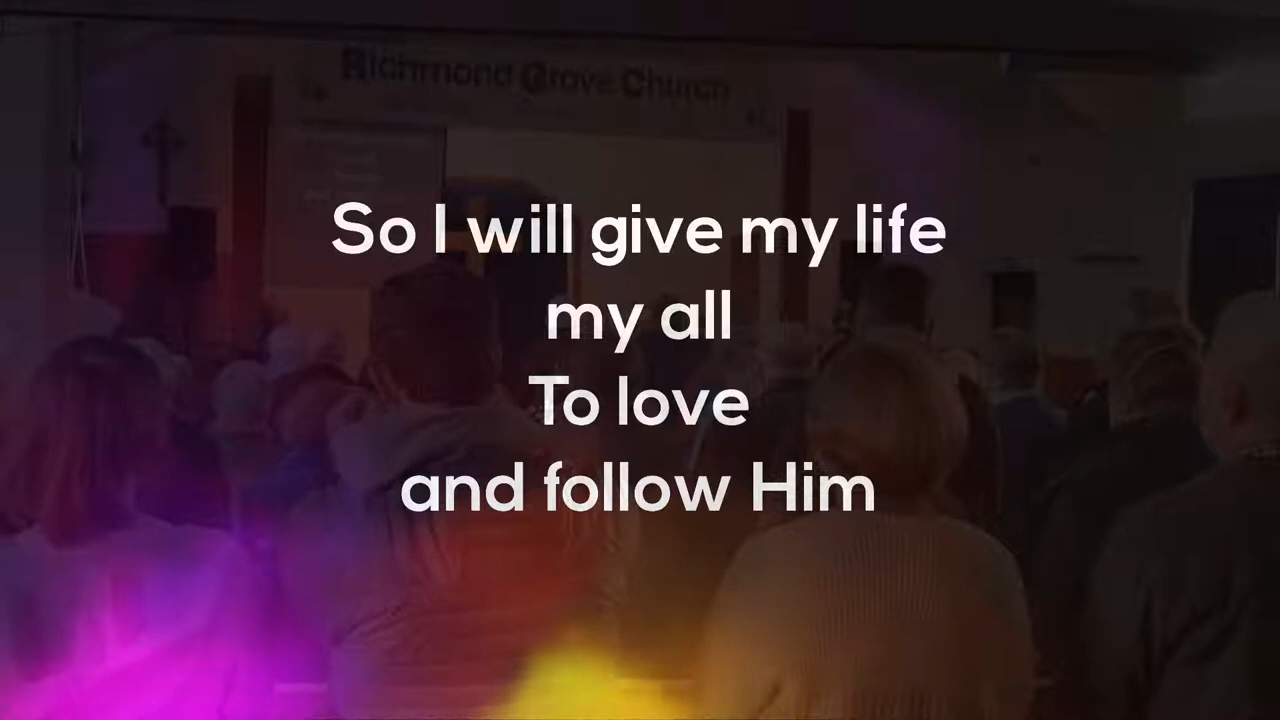 Richmond Grove Church
So I will give my life
my all
To love
and follow Him